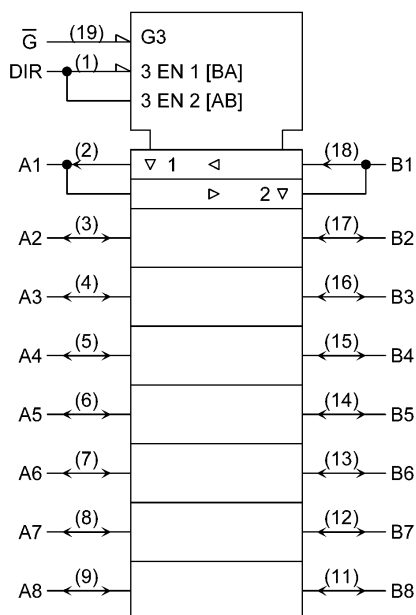 G̅ (19) G3
DIR (1) 3 EN 1 [BA]
3 EN 2 [AB]
A1 (2) ▽ 1 ◁ (18) B1
▷ 2 ▽
A2 (3) (17) B2
A3 (4) (16) B3
A4 (5) (15) B4
A5 (6) (14) B5
A6 (7) (13) B6
A7 (8) (12) B7
A8 (9) (11) B8